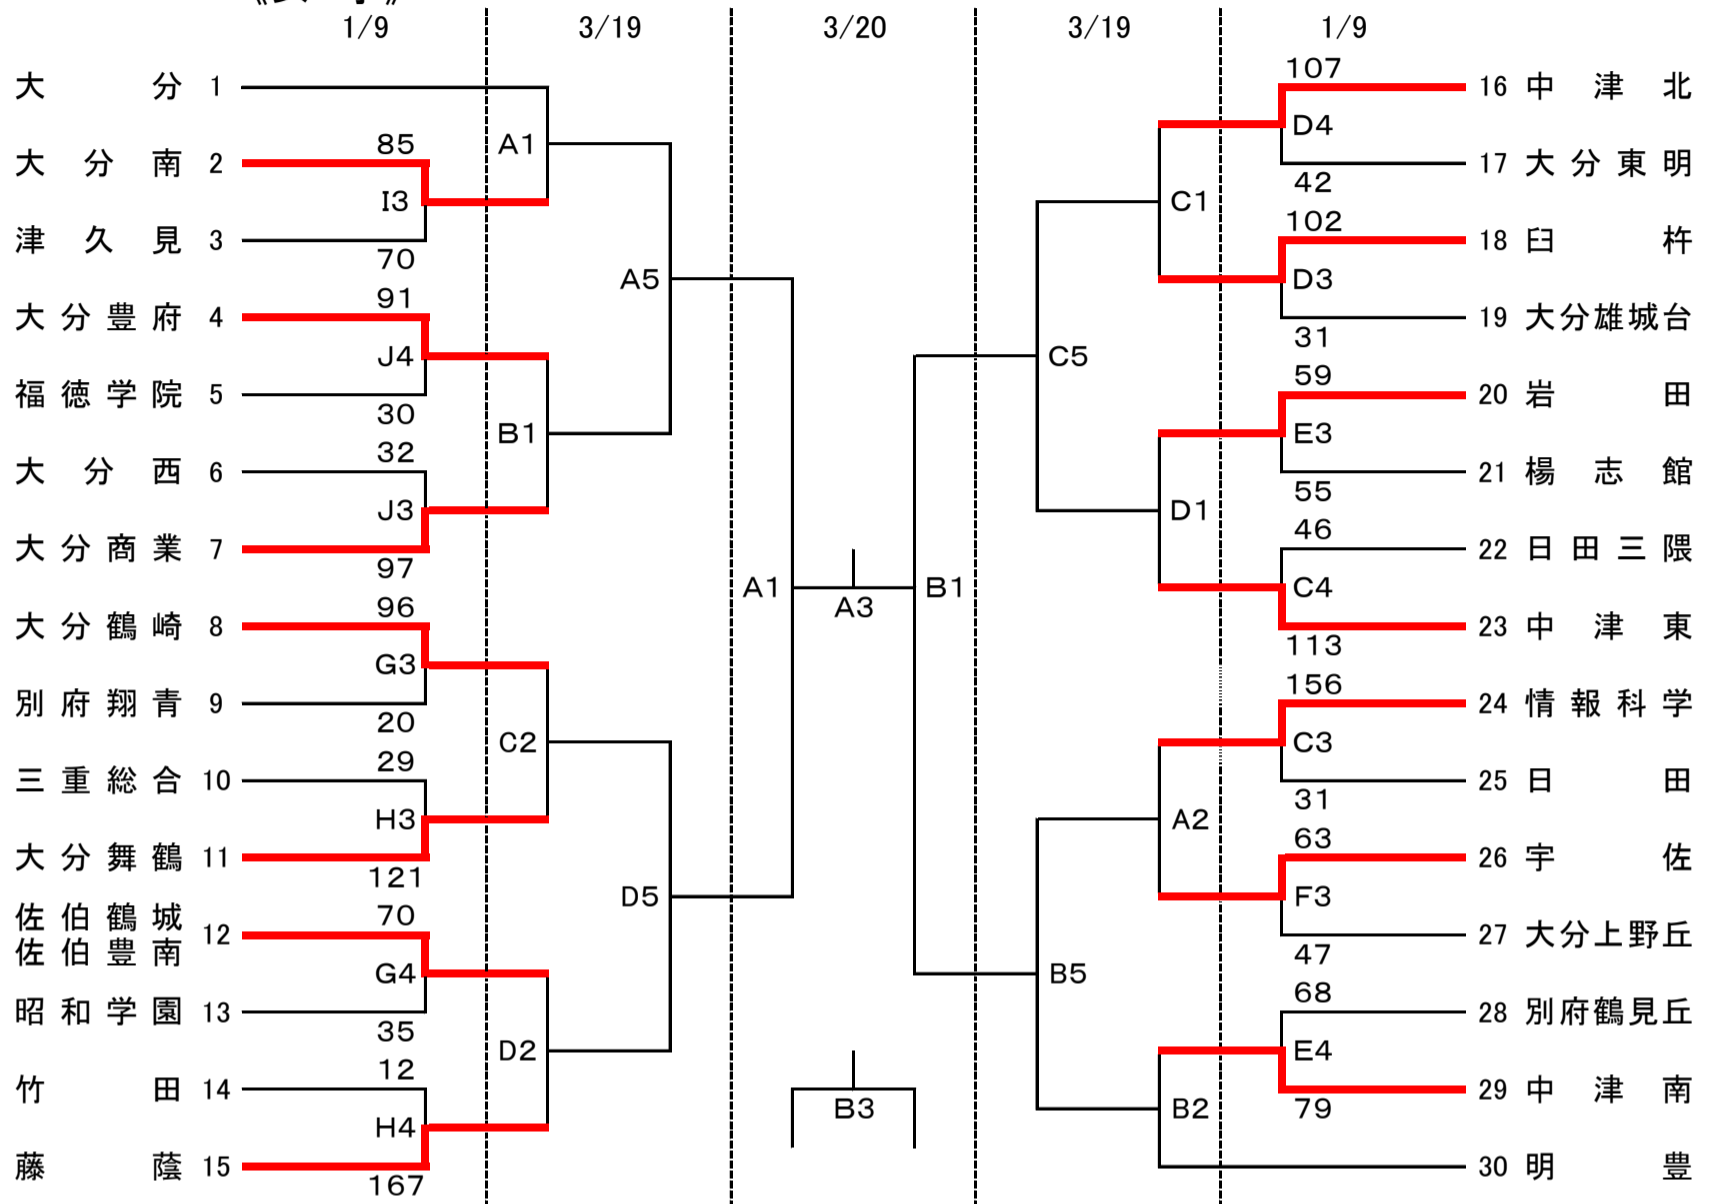 1/9 3/19 3/20 3/19 1/9
大分 1
大分南 2
津久見 3
大分豊府 4
福徳学院 5
大分西 6
大分商業 7
大分鶴崎 8
別府翔青 9
三重総合 10
大分舞鶴 11
佐伯鶴城
佐伯豊南 12
昭和学園 13
竹田 14
藤蔭 15
85
I3
70
91
J4
30
32
J3
97
96
G3
20
29
H3
121
70
G4
35
12
H4
167
A1
B1
C2
D2
A5
D5
A1
A3
B3
B1
C5
B5
C1
D1
A2
B2
107
D4
42
102
D3
31
59
E3
55
46
C4
113
156
C3
31
63
F3
47
68
E4
79
16 中津北
17 大分東明
18 臼杵
19 大分雄城台
20 岩田
21 楊志館
22 日田三隈
23 中津東
24 情報科学
25 日田
26 宇佐
27 大分上野丘
28 別府鶴見丘
29 中津南
30 明豊